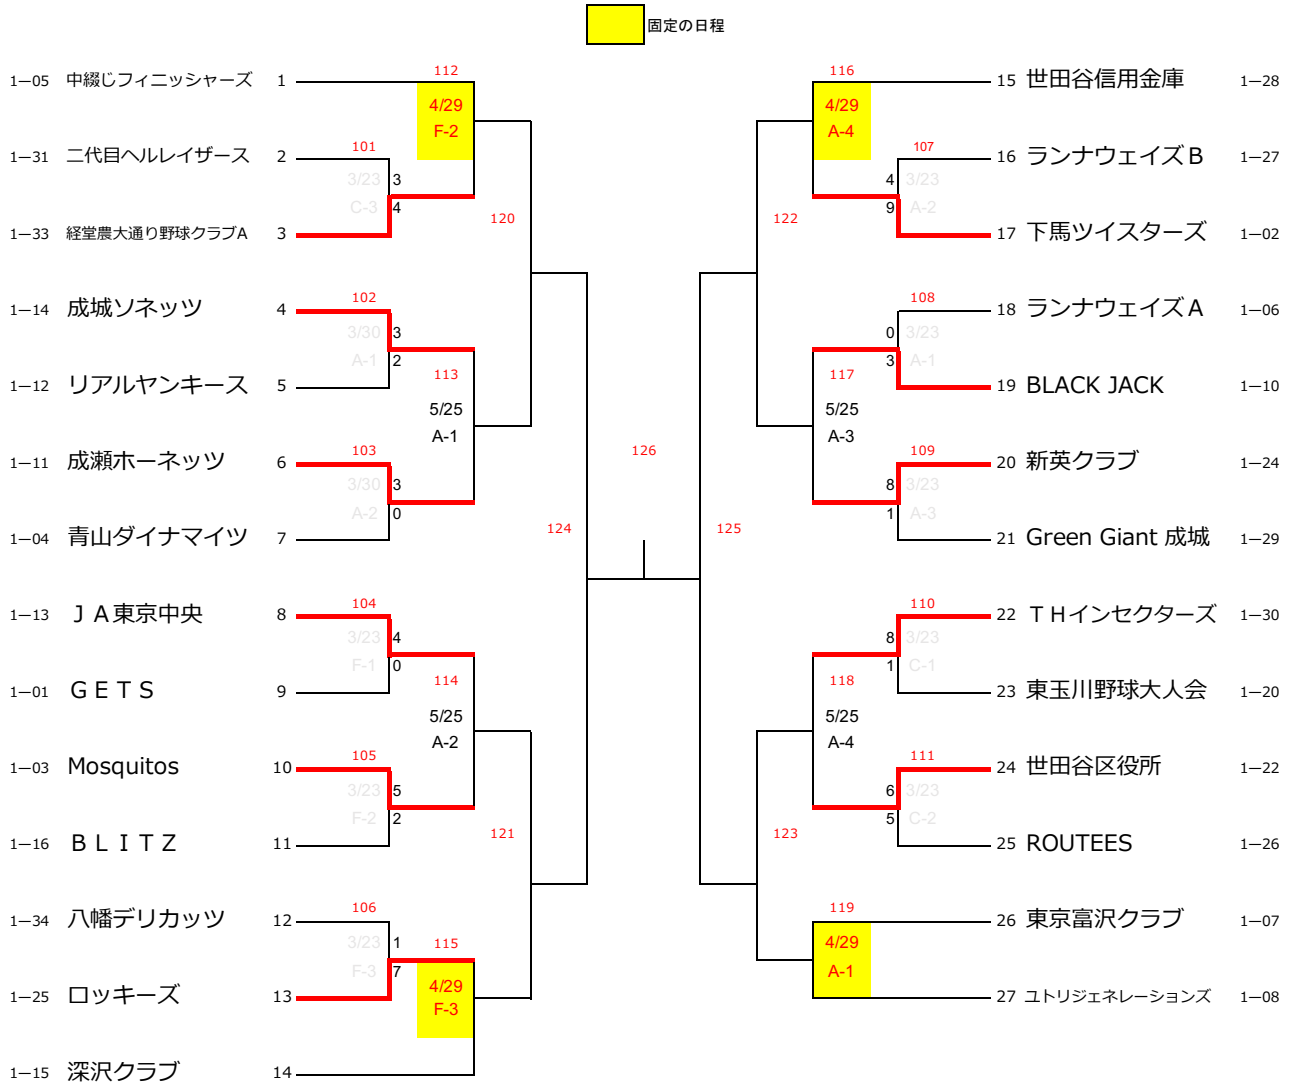 固定の日程
1−05 中綴じフィニッシャーズ 1
112
4/29
F-2
1−31 二代目ヘルレイザース 2
101
3/23 3
C-3 4
1−33 経堂農大通り野球クラブA 3
120
1−14 成城ソネッツ 4
102
3/30 3
A-1 2
1−12 リアルヤンキース 5
113
5/25
A-1
1−11 成瀬ホーネッツ 6
103
3/30 3
A-2 0
1−04 青山ダイナマイツ 7
124
1−13 ＪＡ東京中央 8
104
3/23 4
F-1 0
1−01 ＧＥＴＳ 9
114
5/25
A-2
1−03 Mosquitos 10
105
3/23 5
F-2 2
1−16 ＢＬＩＴＺ 11
121
1−34 八幡デリカッツ 12
106
3/23 1
F-3 7
1−25 ロッキーズ 13
115
4/29
F-3
1−15 深沢クラブ 14
126
116
4/29
A-4
15 世田谷信用金庫 1−28
107
16 ランナウェイズＢ 1−27
4 3/23
9 A-2
17 下馬ツイスターズ 1−02
122
108
18 ランナウェイズＡ 1−06
0 3/23
3 A-1
19 BLACK JACK 1−10
117
5/25
A-3
109
20 新英クラブ 1−24
8 3/23
1 A-3
21 Green Giant 成城 1−29
125
110
22 ＴＨインセクターズ 1−30
8 3/23
1 C-1
23 東玉川野球大人会 1−20
118
5/25
A-4
111
24 世田谷区役所 1−22
6 3/23
5 C-2
25 ROUTEES 1−26
123
119
4/29
A-1
26 東京富沢クラブ 1−07
27 ユトリジェネレーションズ 1−08